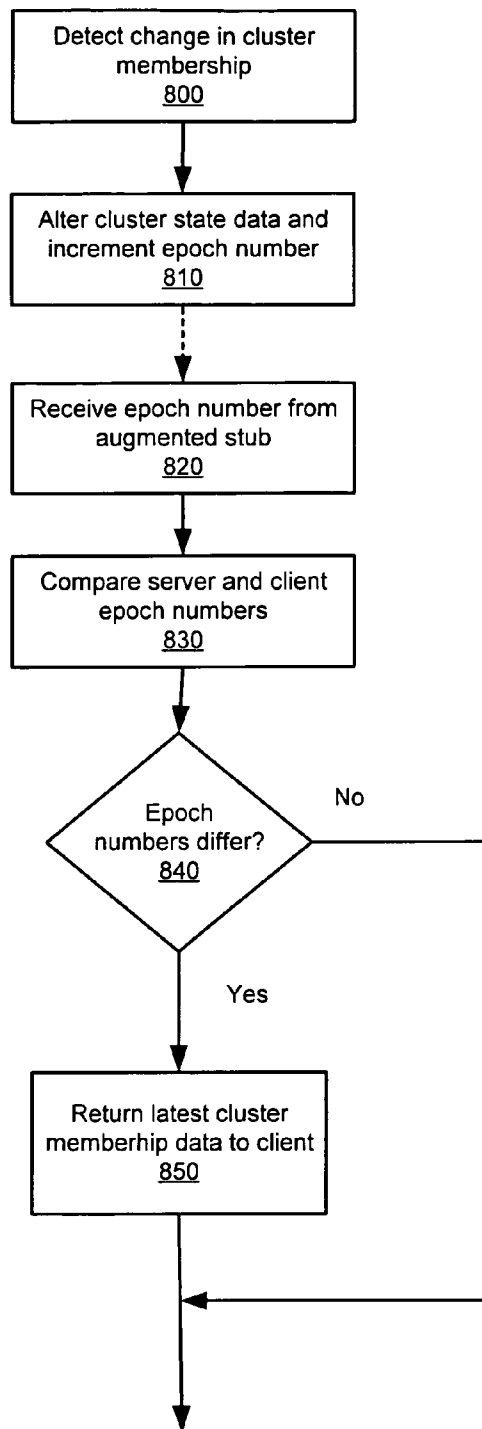 Detect change in cluster
membership
800
Alter cluster state data and
increment epoch number
810
Receive epoch number from
augmented stub
820
Compare server and client
epoch numbers
830
Epoch
numbers differ?
840
No
Yes
Return latest cluster
memberhip data to client
850